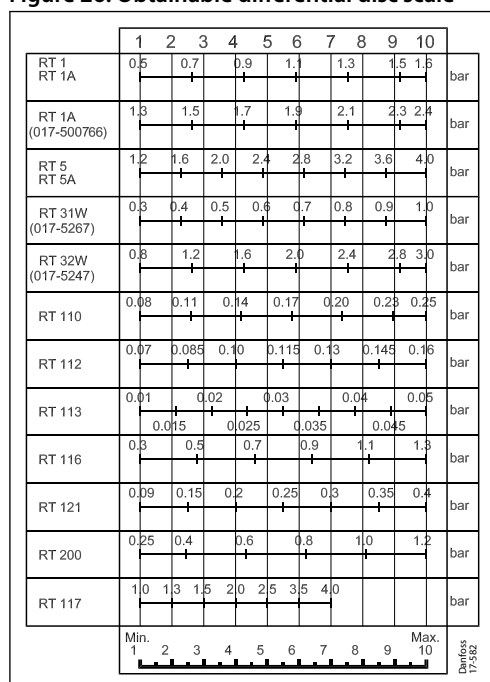 Figure 26: Obtainable differential disc scale
1 2 3 4 5 6 7 8 9 10
RT 1
RT 1A
0.5 0.7 0.9 1.1 1.3 1.5 1.6
bar
RT 1A
(017-500766)
1.3 1.5 1.7 1.9 2.1 2.3 2.4
bar
RT 5
RT 5A
1.2 1.6 2.0 2.4 2.8 3.2 3.6 4.0
bar
RT 31W
(017-5267)
0.3 0.4 0.5 0.6 0.7 0.8 0.9 1.0
bar
RT 32W
(017-5247)
0.8 1.2 1.6 2.0 2.4 2.8 3.0
bar
RT 110
0.08 0.11 0.14 0.17 0.20 0.23 0.25
bar
RT 112
0.07 0.085 0.10 0.115 0.13 0.145 0.16
bar
RT 113
0.01 0.02 0.03 0.04 0.05
0.015 0.025 0.035 0.045
bar
RT 116
0.3 0.5 0.7 0.9 1.1 1.3
bar
RT 121
0.09 0.15 0.2 0.25 0.3 0.35 0.4
bar
RT 200
0.25 0.4 0.6 0.8 1.0 1.2
bar
RT 117
1.0 1.3 1.5 2.0 2.5 3.5 4.0
bar
Min. Max.
1 2 3 4 5 6 7 8 9 10
Danfoss
17-582